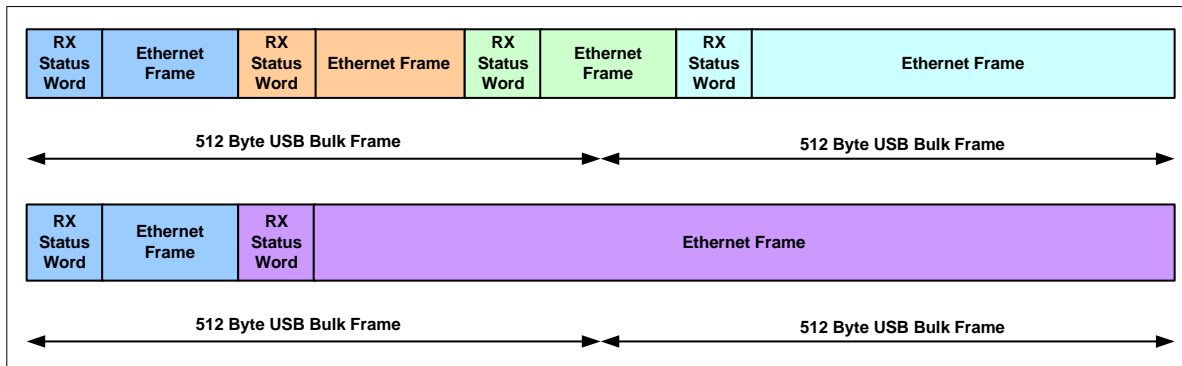 RX
Status
Word
Ethernet
Frame
RX
Status
Word
Ethernet Frame
RX
Status
Word
Ethernet
Frame
RX
Status
Word
Ethernet Frame
512 Byte USB Bulk Frame
512 Byte USB Bulk Frame
RX
Status
Word
Ethernet
Frame
RX
Status
Word
Ethernet Frame
512 Byte USB Bulk Frame
512 Byte USB Bulk Frame